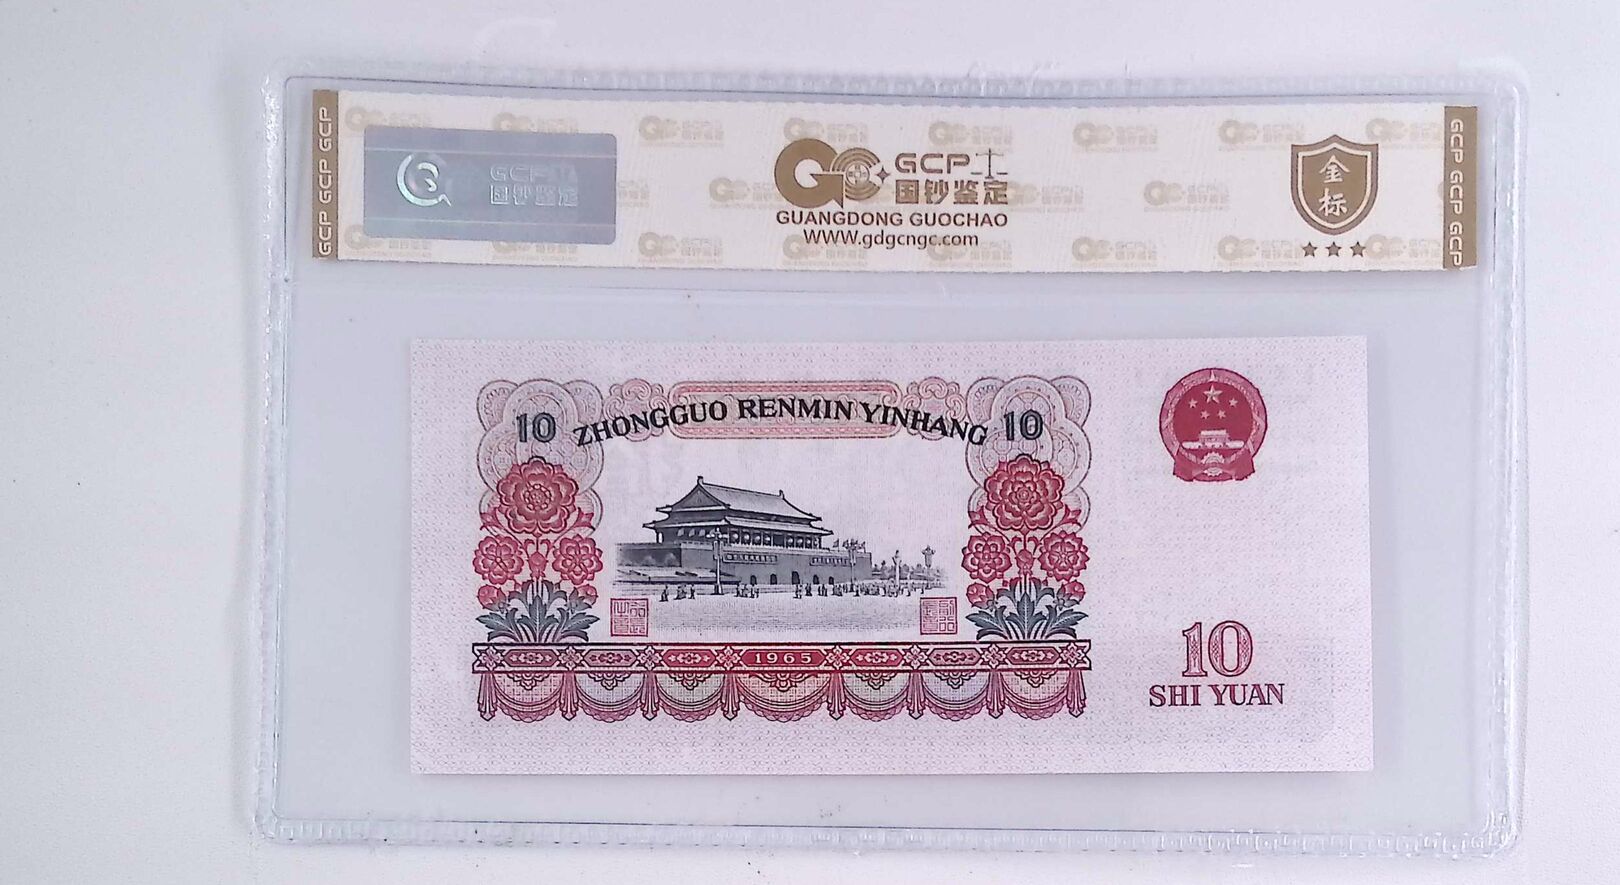 GCP GCP GCP
GCP
国钞鉴定
GCP
国钞鉴定
GUANGDONG GUOCHAO
WWW.gdgcngc.com
金
标
GCP GCP GCP
10 ZHONGGUO RENMIN YINHANG 10
1965
10
SHI YUAN